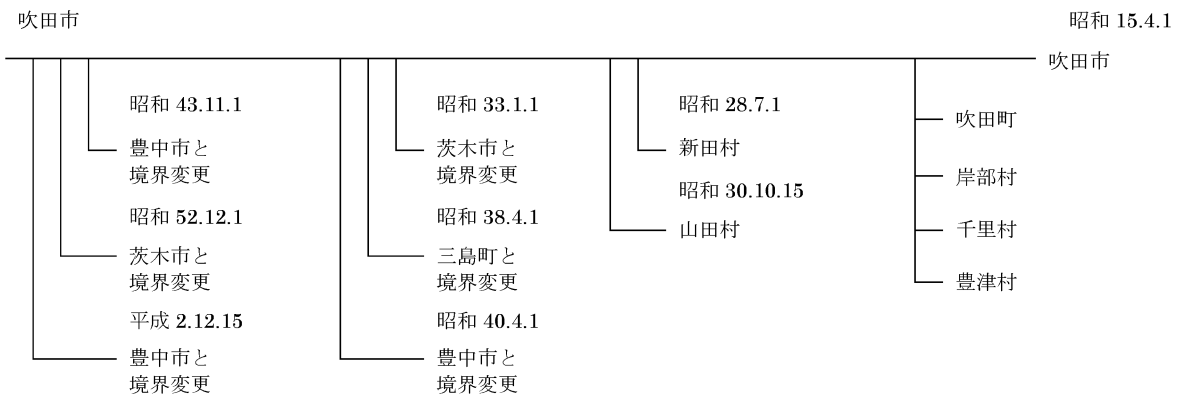 吹田市
昭和 15.4.1
吹田市
吹田町
岸部村
千里村
豊津村
昭和 28.7.1
新田村
昭和 30.10.15
山田村
昭和 33.1.1
茨木市と
境界変更
昭和 38.4.1
三島町と
境界変更
昭和 40.4.1
豊中市と
境界変更
昭和 43.11.1
豊中市と
境界変更
昭和 52.12.1
茨木市と
境界変更
平成 2.12.15
豊中市と
境界変更